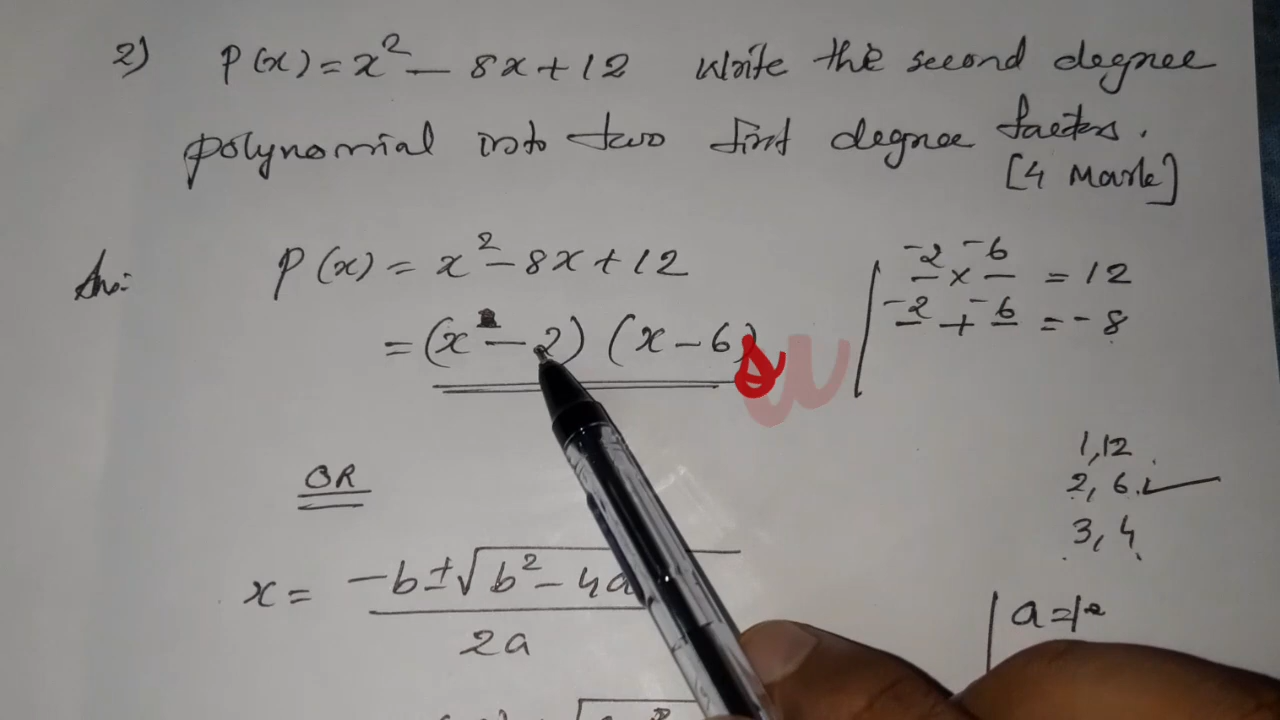 2) P(x) = x² - 8x + 12 Write the second degree
polynomial into two first degree factors.
[4 Mark]
Ans: P(x) = x² - 8x + 12
= (x - 2) (x - 6)
-2 × -6 = 12
-2 + -6 = -8
1, 12
2, 6 ✓
3, 4
OR
x = -b ± √b² - 4a
2a
a = 1